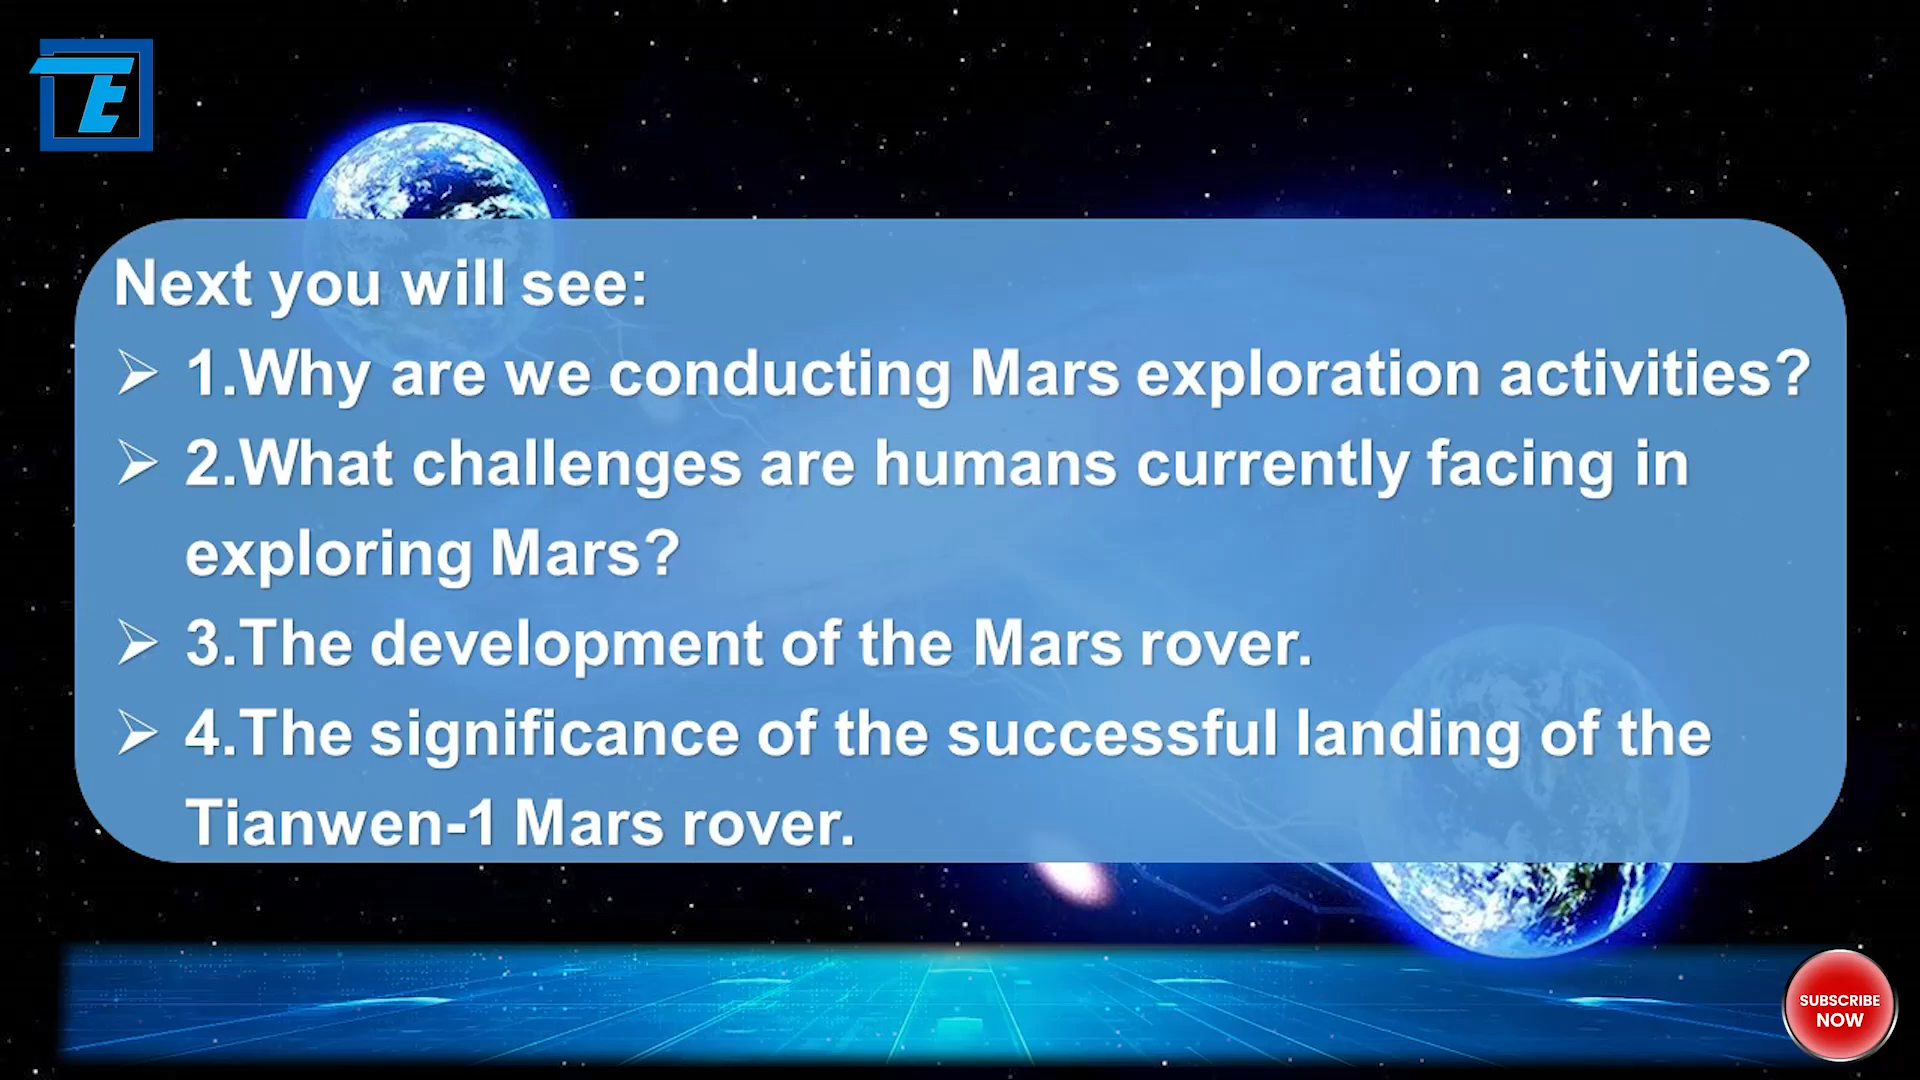 TE
Next you will see:
➢ 1.Why are we conducting Mars exploration activities?
➢ 2.What challenges are humans currently facing in
exploring Mars?
➢ 3.The development of the Mars rover.
➢ 4.The significance of the successful landing of the
Tianwen-1 Mars rover.
SUBSCRIBE
NOW